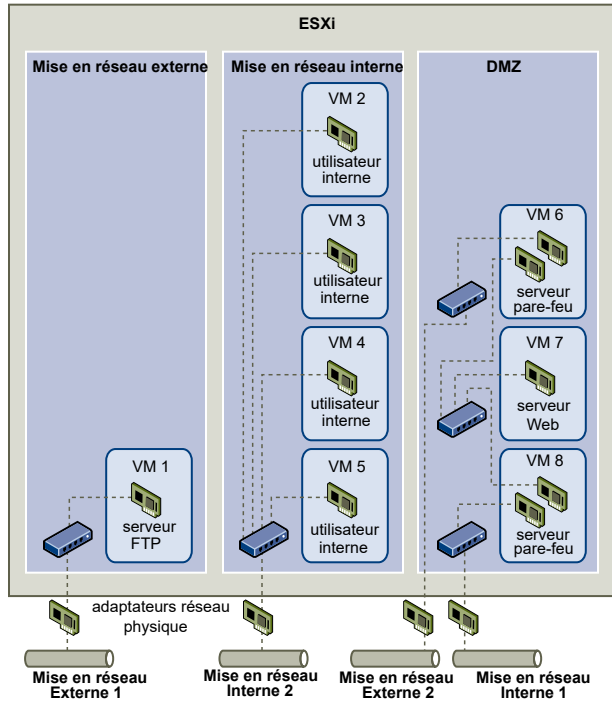 ESXi
Mise en réseau externe
VM 1
serveur
FTP
Mise en réseau interne
VM 2
utilisateur
interne
VM 3
utilisateur
interne
VM 4
utilisateur
interne
VM 5
utilisateur
interne
DMZ
VM 6
serveur
pare-feu
VM 7
serveur
Web
VM 8
serveur
pare-feu
adaptateurs réseau
physique
Mise en réseau
Externe 1
Mise en réseau
Interne 2
Mise en réseau
Externe 2
Mise en réseau
Interne 1